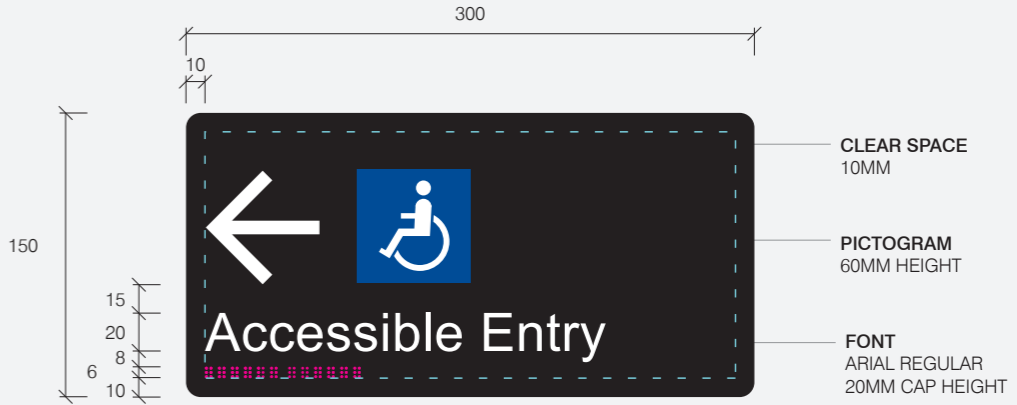 300
10
CLEAR SPACE
10MM
150
PICTOGRAM
60MM HEIGHT
15
20
8
6
10
Accessible Entry
FONT
ARIAL REGULAR
20MM CAP HEIGHT